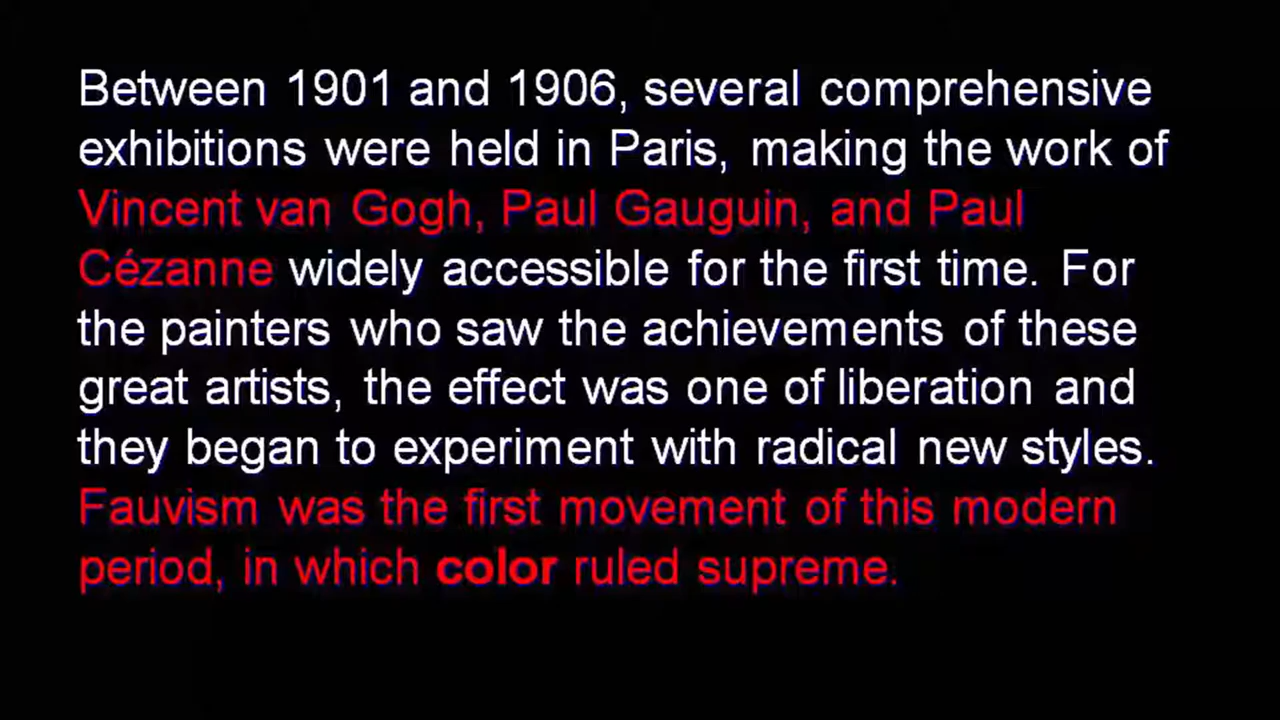 Between 1901 and 1906, several comprehensive
exhibitions were held in Paris, making the work of
Vincent van Gogh, Paul Gauguin, and Paul
Cézanne widely accessible for the first time. For
the painters who saw the achievements of these
great artists, the effect was one of liberation and
they began to experiment with radical new styles.
Fauvism was the first movement of this modern
period, in which color ruled supreme.